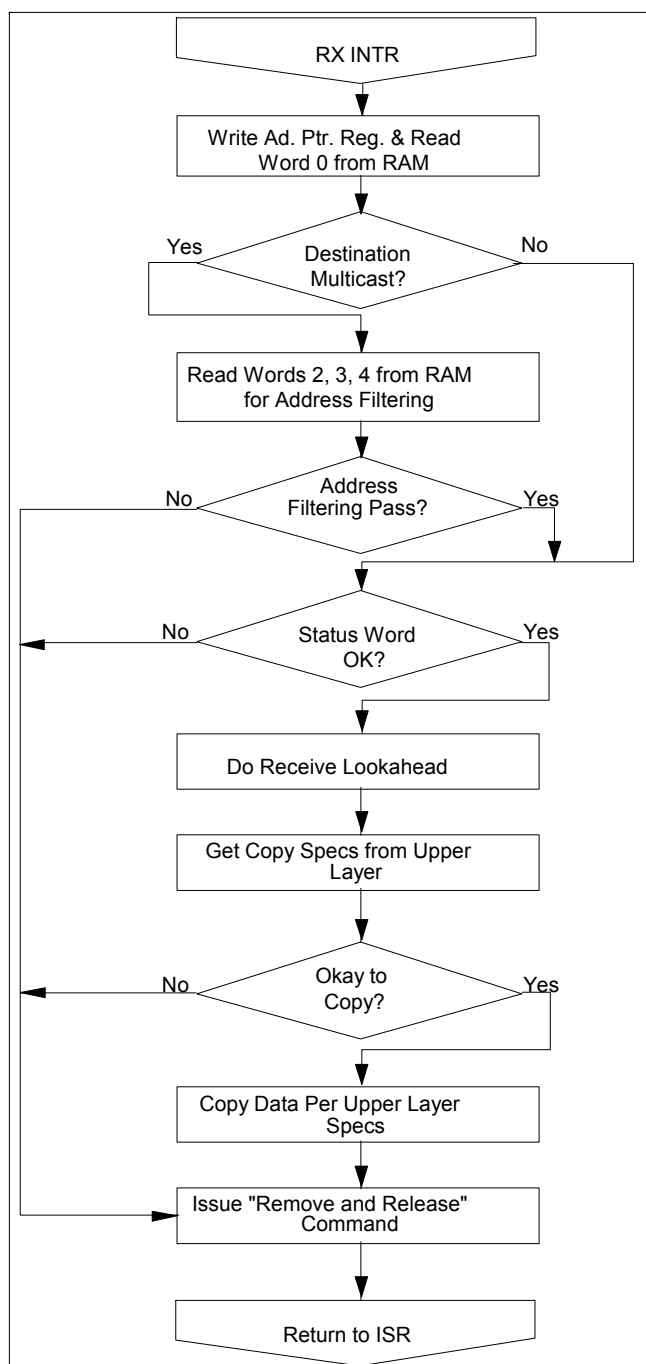 RX INTR
Write Ad. Ptr. Reg. & Read
Word 0 from RAM
Yes
No
Destination
Multicast?
Read Words 2, 3, 4 from RAM
for Address Filtering
No
Address
Filtering Pass?
Yes
No
Status Word
OK?
Yes
Do Receive Lookahead
Get Copy Specs from Upper
Layer
No
Okay to
Copy?
Yes
Copy Data Per Upper Layer
Specs
Issue "Remove and Release"
Command
Return to ISR